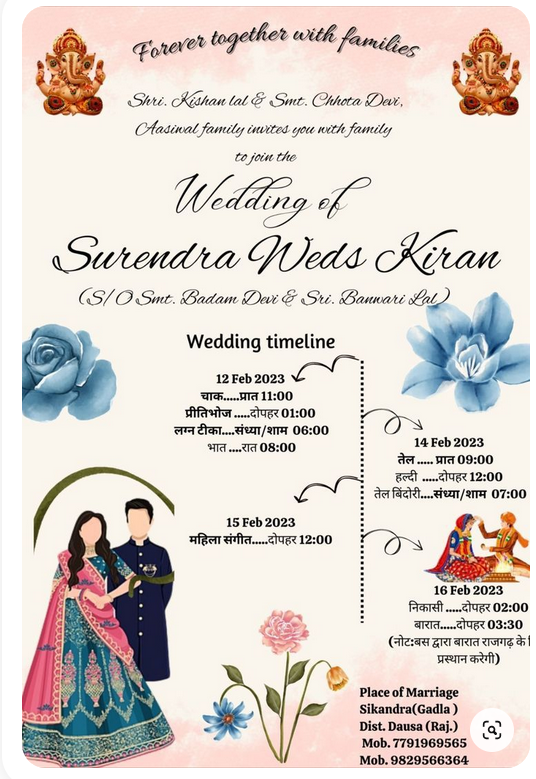 Forever together with families
Shri. Kishan lal & Smt. Chhota Devi,
Aasiwal family invites you with family
to join the
Wedding of
Surendra Weds Kiran
(S/O Smt. Badam Devi & Sri. Banwari Lal)
Wedding timeline
12 Feb 2023
चाक.....प्रात 11:00
प्रीतिभोज .....दोपहर 01:00
लग्न टीका....संध्या/शाम 06:00
भात ....रात 08:00
14 Feb 2023
तेल ..... प्रात 09:00
हल्दी .....दोपहर 12:00
तेल बिंदोरी....संध्या/शाम 07:00
15 Feb 2023
महिला संगीत.....दोपहर 12:00
16 Feb 2023
निकासी .....दोपहर 02:00
बारात.....दोपहर 03:30
(नोट:बस द्वारा बारात राजगढ़ के
प्रस्थान करेगी)
Place of Marriage
Sikandra(Gadla )
Dist. Dausa (Raj.)
Mob. 7791969565
Mob. 9829566364